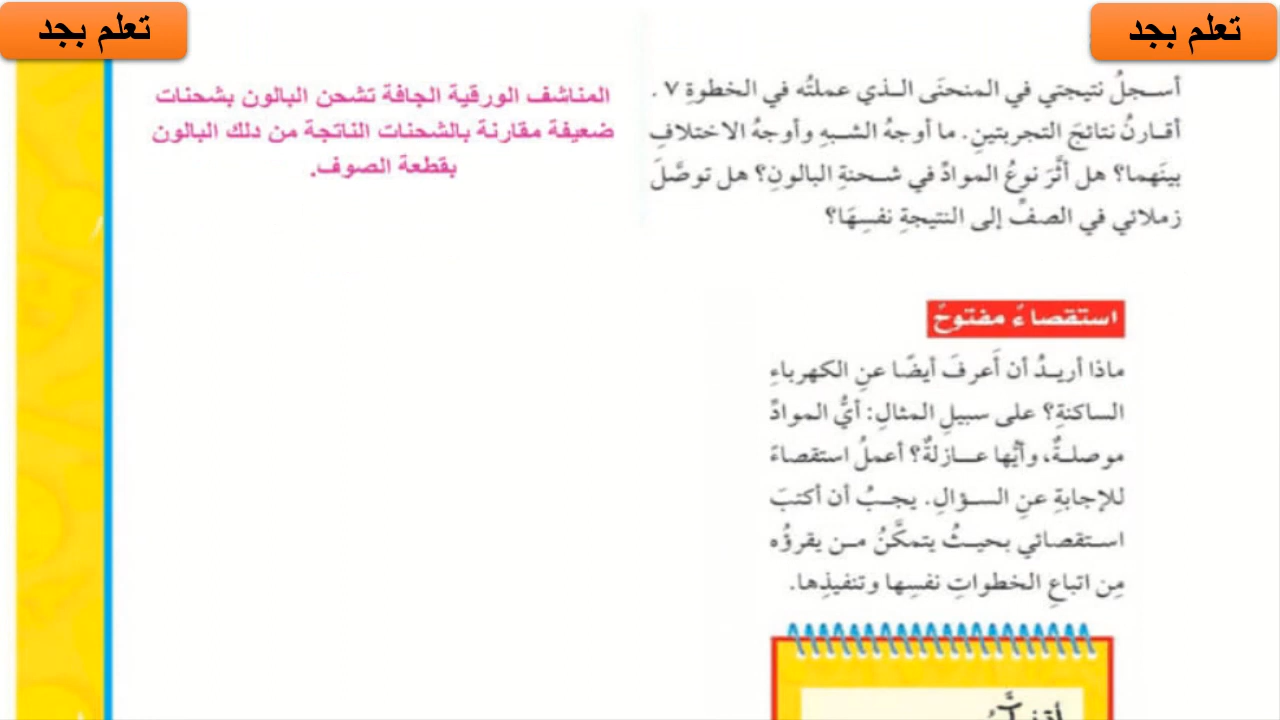 تعلم بجد
تعلم بجد
أسجلُ نتيجتي في المنحنَى الذي عملتُه في الخطوةِ ٧ .
أقارنُ نتائجَ التجربتينِ. ما أوجهُ الشبهِ وأوجهُ الاختلافِ
بينَهما؟ هل أثَّرَ نوعُ الموادِّ في شحنةِ البالونِ؟ هل توصَّلَ
زملائي في الصفِّ إلى النتيجةِ نفسِهَا؟
المناشف الورقية الجافة تشحن البالون بشحنات
ضعيفة مقارنة بالشحنات الناتجة من دلك البالون
بقطعة الصوف.
استقصاءٌ مفتوحٌ
ماذا أريدُ أن أَعرفَ أيضًا عنِ الكهرباءِ
الساكنةِ؟ على سبيلِ المثالِ: أيُّ الموادِّ
موصلةٌ، وأيُّها عازلةٌ؟ أعملُ استقصاءً
للإجابةِ عنِ السؤالِ. يجبُ أن أكتبَ
استقصائي بحيثُ يتمكَّنُ من يقرؤُه
مِن اتباعِ الخطواتِ نفسِها وتنفيذِها.